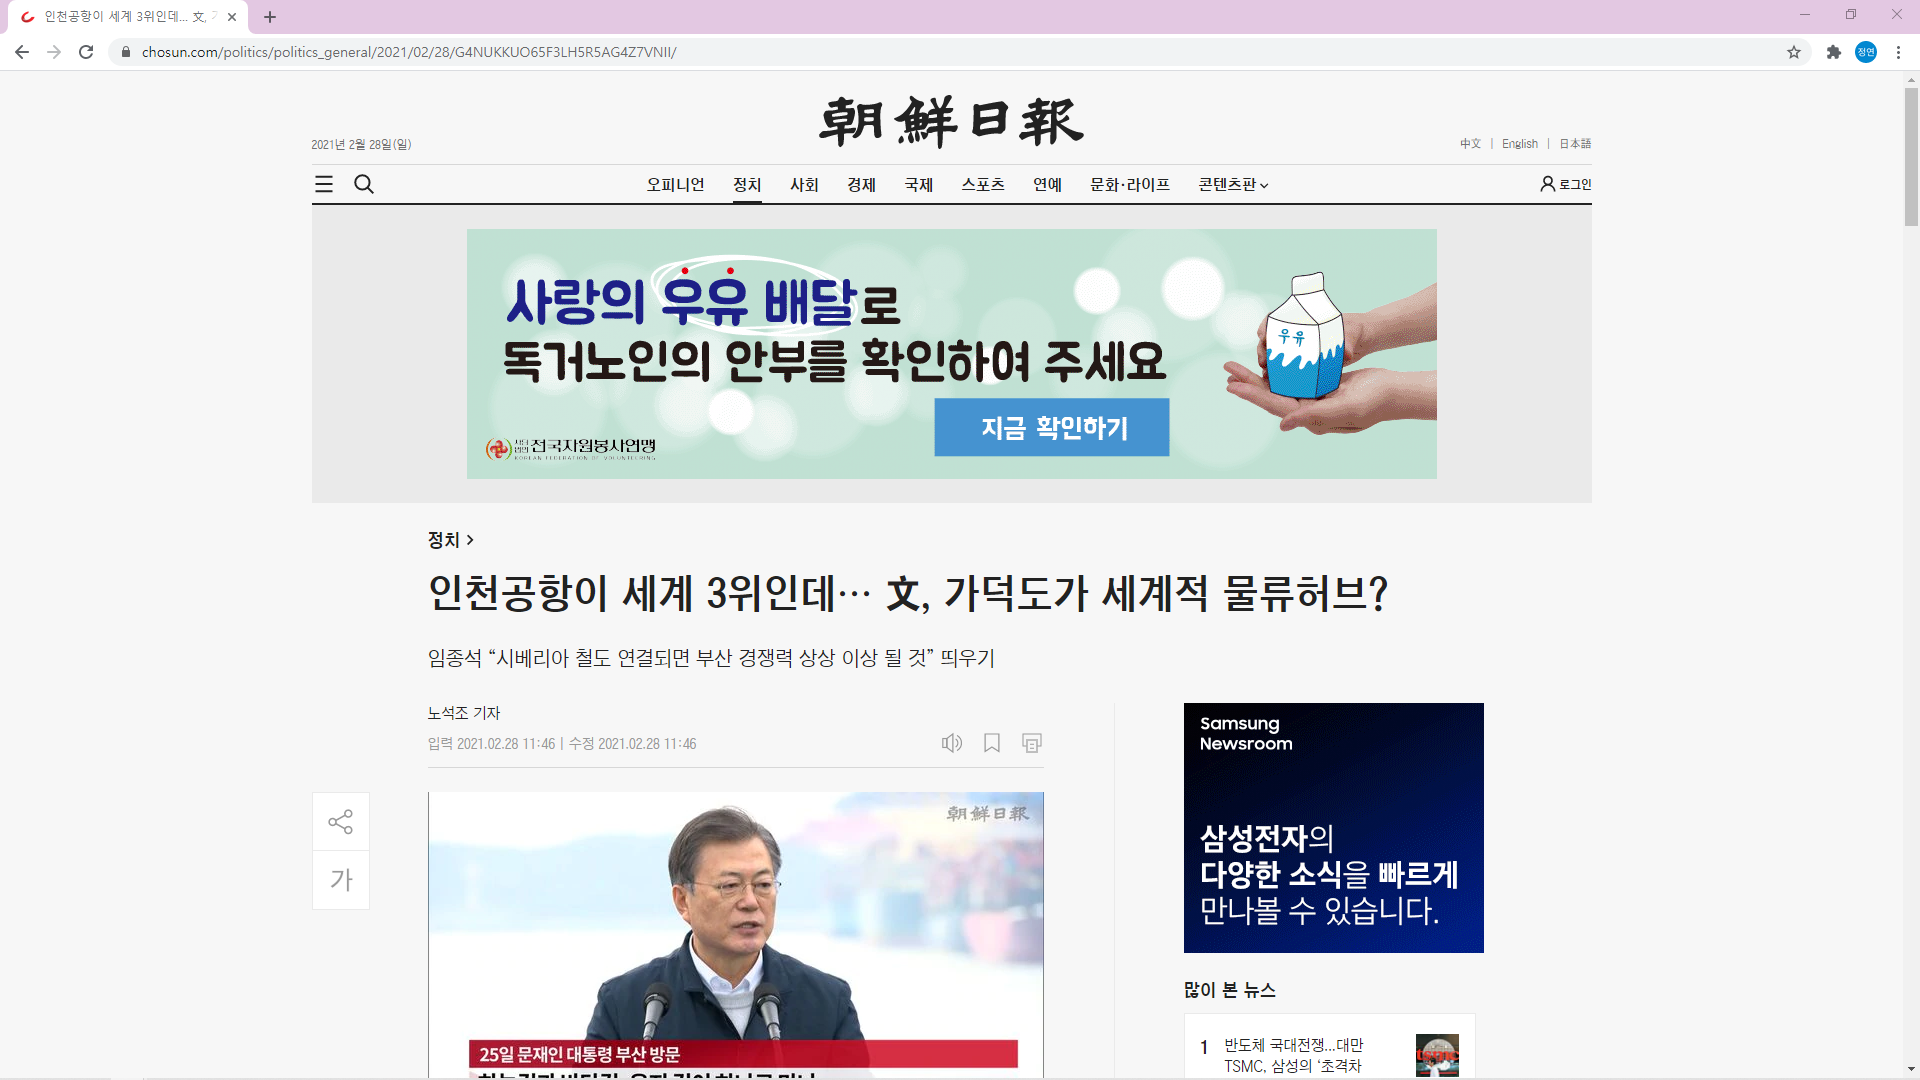 인천공항이 세계 3위인데... 文, 가
chosun.com/politics/politics_general/2021/02/28/G4NUKKUO65F3LH5R5AG4Z7VNII/
정연
朝鮮日報
2021년 2월 28일(일)
中文 | English | 日本語
오피니언 정치 사회 경제 국제 스포츠 연예 문화·라이프 콘텐츠판
로그인
사랑의 우유 배달로
독거노인의 안부를 확인하여 주세요
우유
지금 확인하기
사단법인 전국자원봉사연맹
KOREAN FEDERATION OF VOLUNTEERING
정치 >
인천공항이 세계 3위인데… 文, 가덕도가 세계적 물류허브?
임종석 “시베리아 철도 연결되면 부산 경쟁력 상상 이상 될 것” 띄우기
노석조 기자
입력 2021.02.28 11:46 | 수정 2021.02.28 11:46
가
朝鮮日報
25일 문재인 대통령 부산 방문
Samsung
Newsroom
삼성전자의
다양한 소식을 빠르게
만나볼 수 있습니다.
많이 본 뉴스
1 반도체 국대전쟁...대만
TSMC, 삼성의 ‘초격차